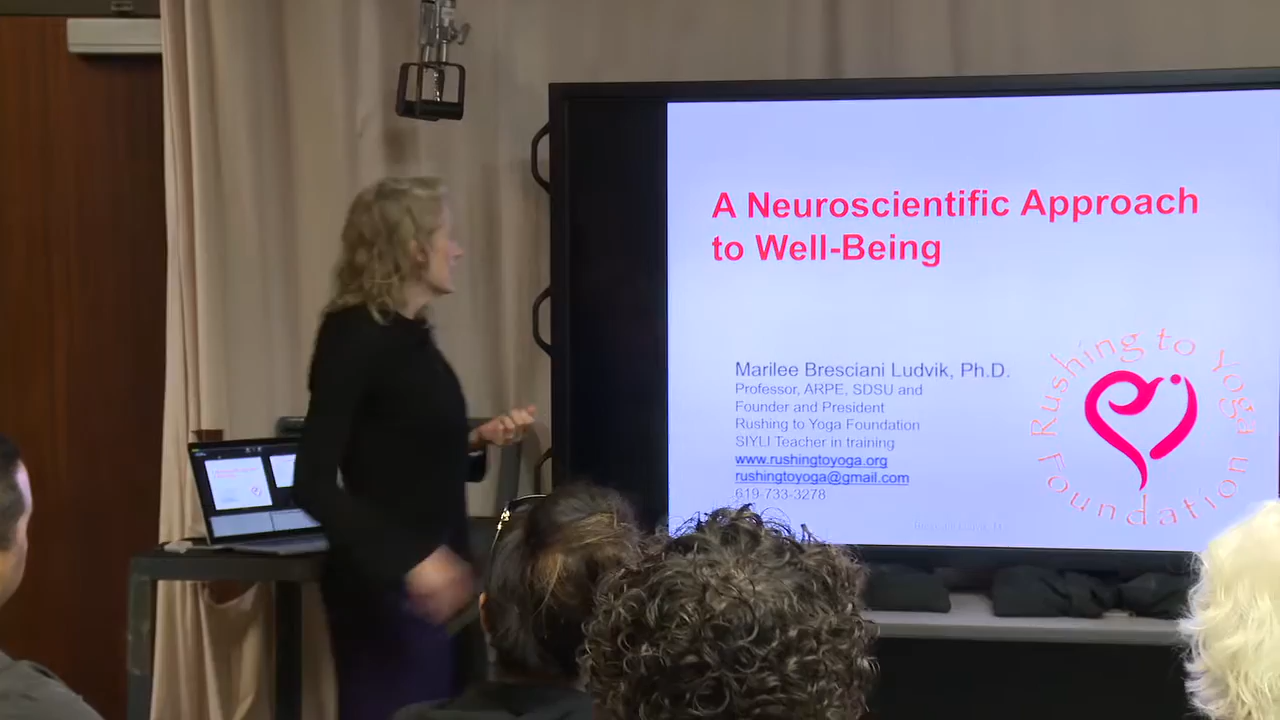 A Neuroscientific Approach
to Well-Being
Marilee Bresciani Ludvik, Ph.D.
Professor, ARPE, SDSU and
Founder and President
Rushing to Yoga Foundation
SIYLI Teacher in training
www.rushingtoyoga.org
rushingtoyoga@gmail.com
619-733-3278
Rushing to Yoga
Foundation